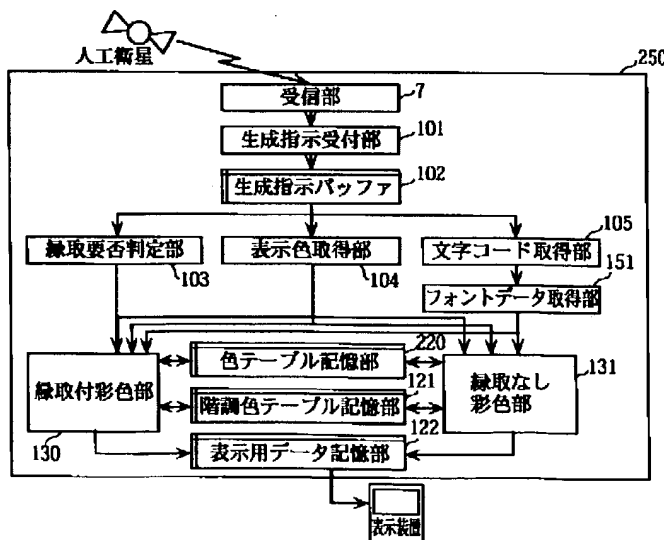 人工衛星
250
受信部
7
生成指示受付部
101
生成指示バッファ
102
縁取要否判定部
103
表示色取得部
104
文字コード取得部
105
フォントデータ取得部
151
縁取付彩色部
130
色テーブル記憶部
220
階調色テーブル記憶部
121
表示用データ記憶部
122
縁取なし
彩色部
131
表示装置